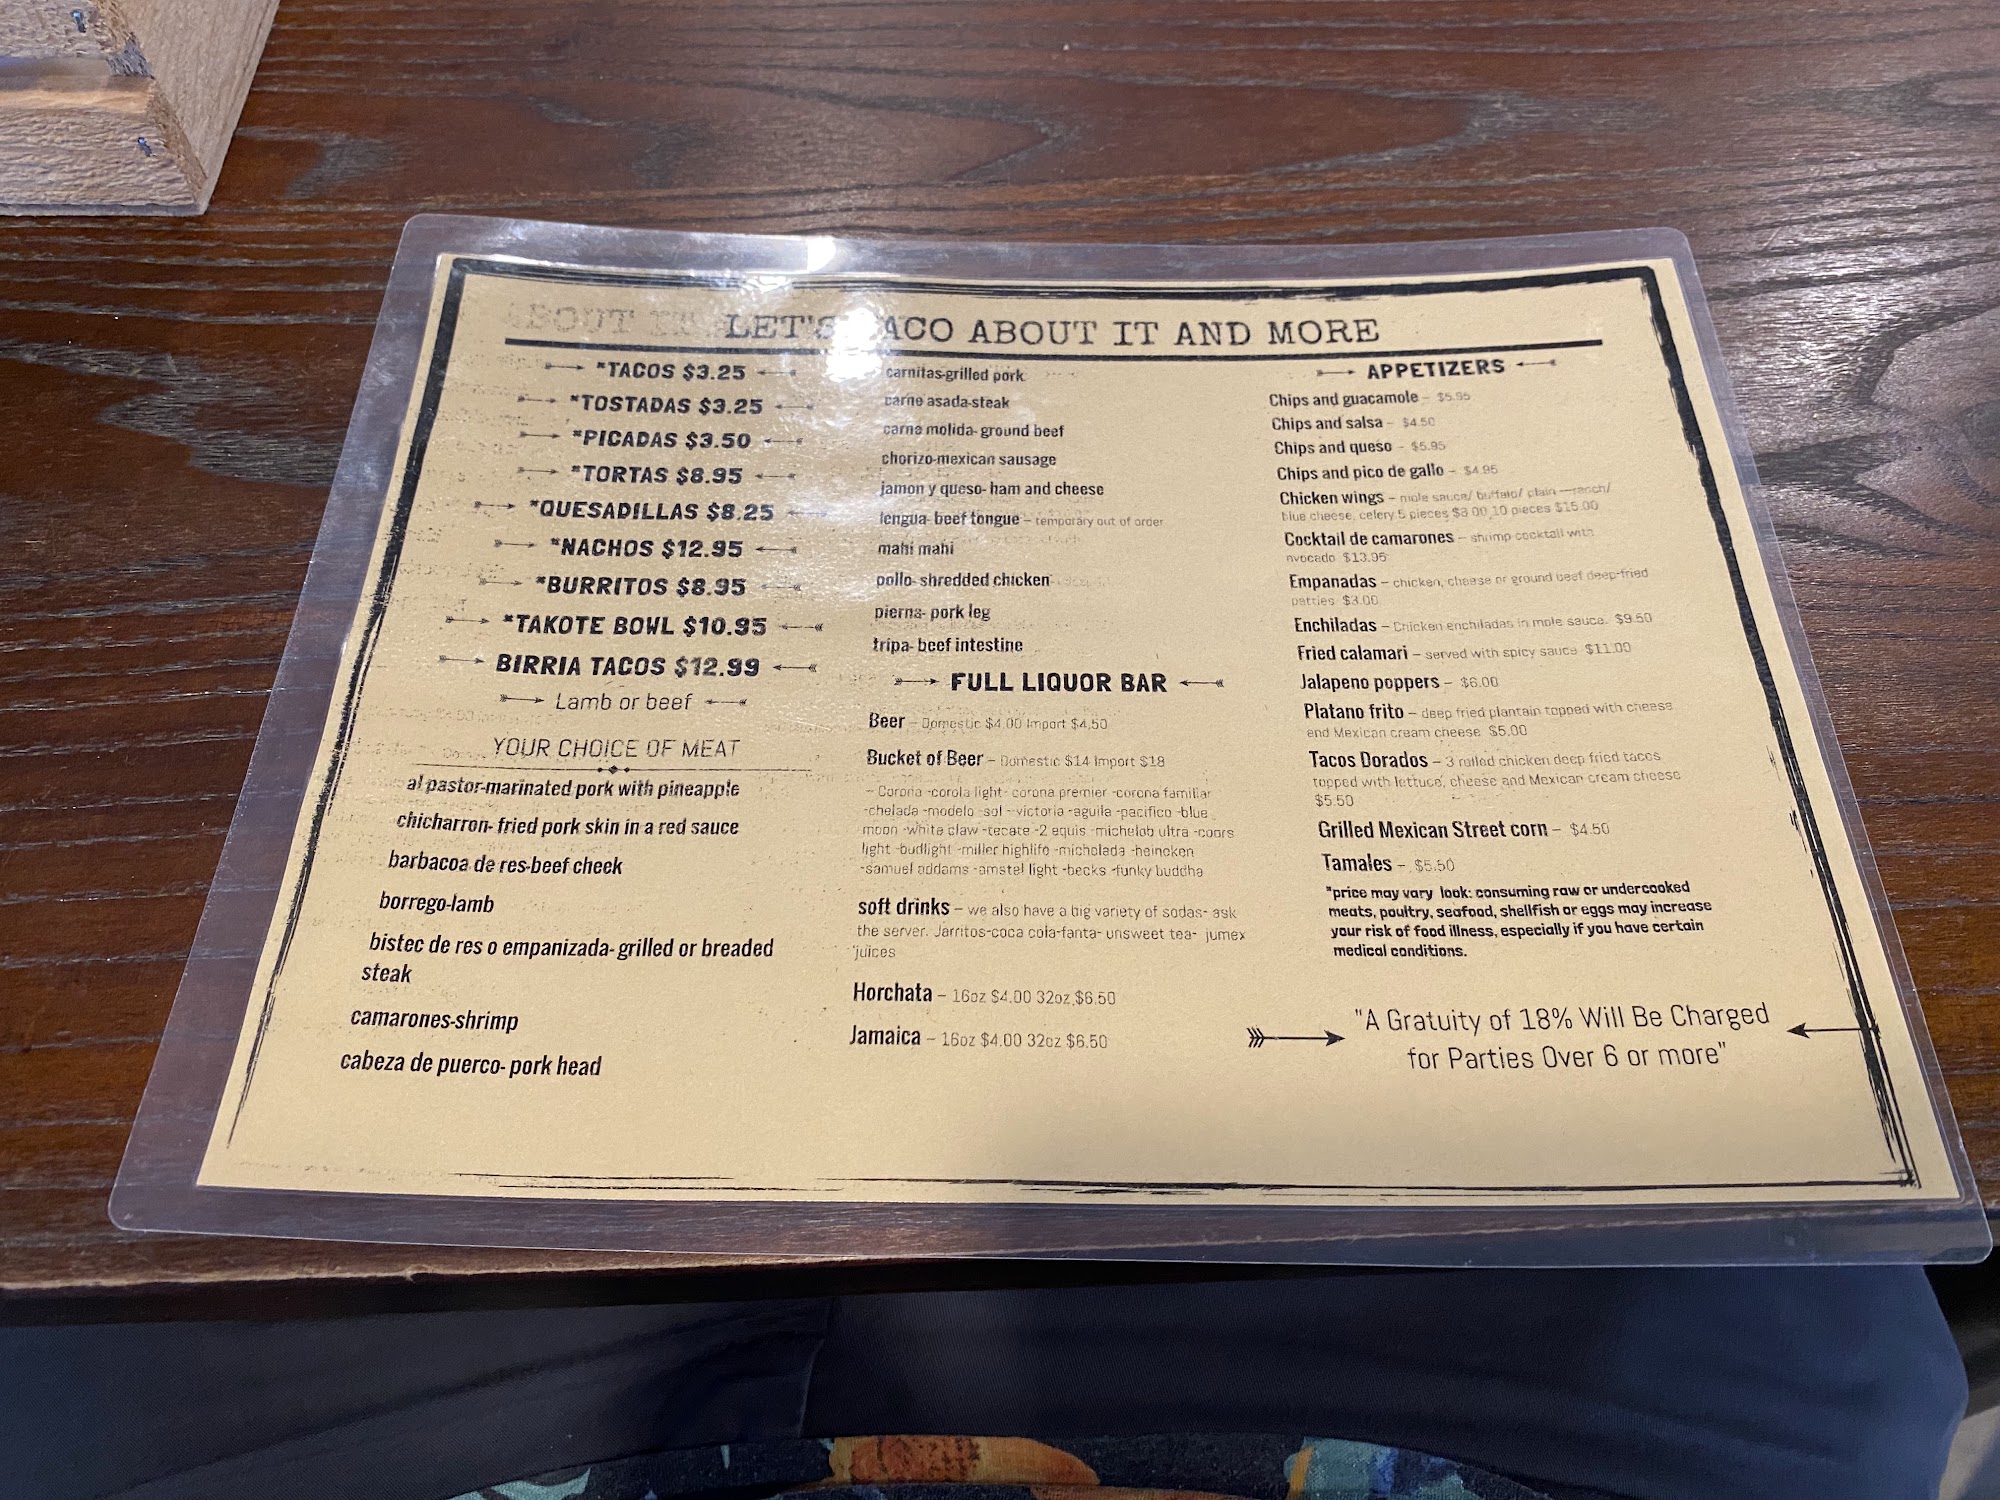 LET'S TACO ABOUT IT AND MORE
*TACOS $3.25
*TOSTADAS $3.25
*PICADAS $3.50
*TORTAS $8.95
*QUESADILLAS $8.25
*NACHOS $12.95
*BURRITOS $8.95
*TAKOTE BOWL $10.95
BIRRIA TACOS $12.99
Lamb or beef
YOUR CHOICE OF MEAT
al pastor-marinated pork with pineapple
chicharron- fried pork skin in a red sauce
barbacoa de res-beef cheek
borrego-lamb
bistec de res o empanizada- grilled or breaded
steak
camarones-shrimp
cabeza de puerco- pork head
carnitas-grilled pork
carne asada-steak
carne molida- ground beef
chorizo-mexican sausage
jamon y queso- ham and cheese
lengua- beef tongue – temporary out of order
mahi mahi
pollo- shredded chicken
pierna- pork leg
tripa- beef intestine
FULL LIQUOR BAR
Beer – Domestic $4.00 Import $4.50
Bucket of Beer – Domestic $14 Import $18
– Corona -corola light- corona premier -corona familiar
-chelada -modelo -sol --victoria -aguila -pacifico -blue
moon -white claw -tecate -2 equis -michelob ultra -coors
light -budlight -miller highlife -michelada -heineken
-samuel addams -amstel light -becks -funky buddha
soft drinks – we also have a big variety of sodas- ask
the server. Jarritos-coca cola-fanta- unsweet tea- jumex
juices
Horchata – 16oz $4.00 32oz $6.50
Jamaica – 16oz $4.00 32oz $6.50
APPETIZERS
Chips and guacamole – $5.95
Chips and salsa – $4.50
Chips and queso – $5.95
Chips and pico de gallo – $4.95
Chicken wings – mole sauce/ buffalo/ plain —ranch/
blue cheese, celery 5 pieces $8.00 10 pieces $15.00
Cocktail de camarones – shrimp cocktail with
avocado $13.95
Empanadas – chicken, cheese or ground beef deep-fried
patties $3.00
Enchiladas – Chicken enchiladas in mole sauce. $9.50
Fried calamari – served with spicy sauce $11.00
Jalapeno poppers – $6.00
Platano frito – deep fried plantain topped with cheese
and Mexican cream cheese $5.00
Tacos Dorados – 3 rolled chicken deep fried tacos
topped with lettuce, cheese and Mexican cream cheese
$5.50
Grilled Mexican Street corn – $4.50
Tamales – $5.50
*price may vary look: consuming raw or undercooked
meats, poultry, seafood, shellfish or eggs may increase
your risk of food illness, especially if you have certain
medical conditions.
"A Gratuity of 18% Will Be Charged
for Parties Over 6 or more"